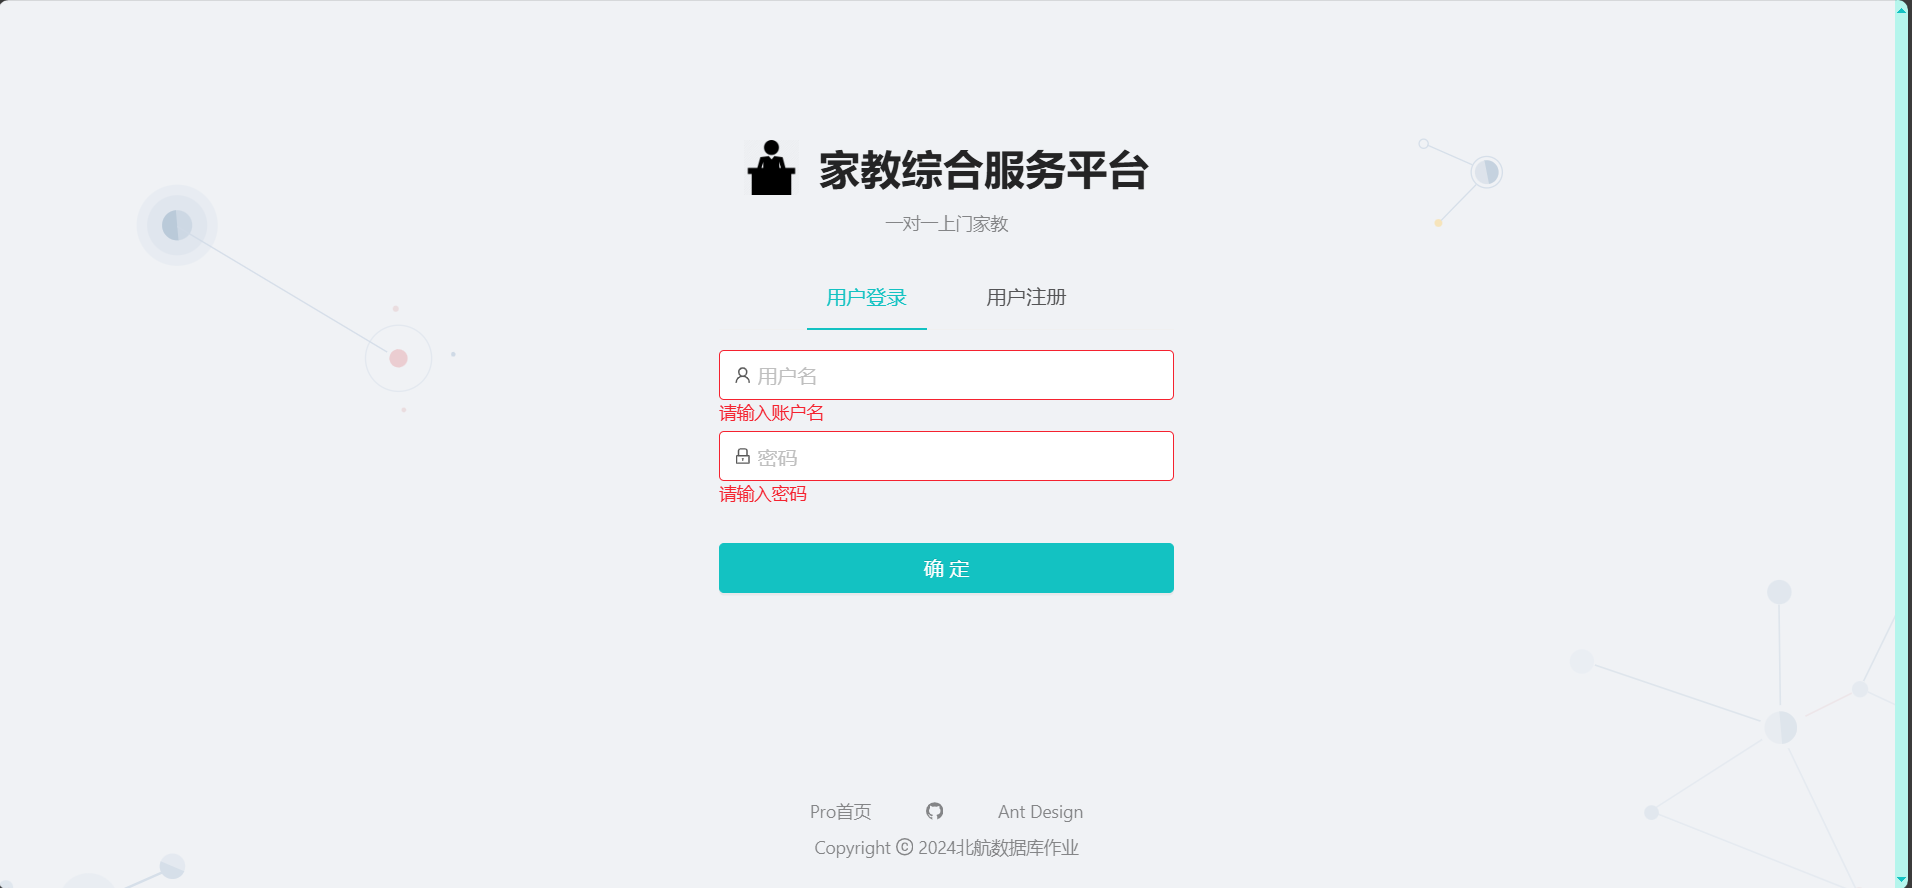 家教综合服务平台
一对一上门家教
用户登录 用户注册
用户名
请输入账户名
密码
请输入密码
确 定
Pro首页 Ant Design
Copyright © 2024北航数据库作业